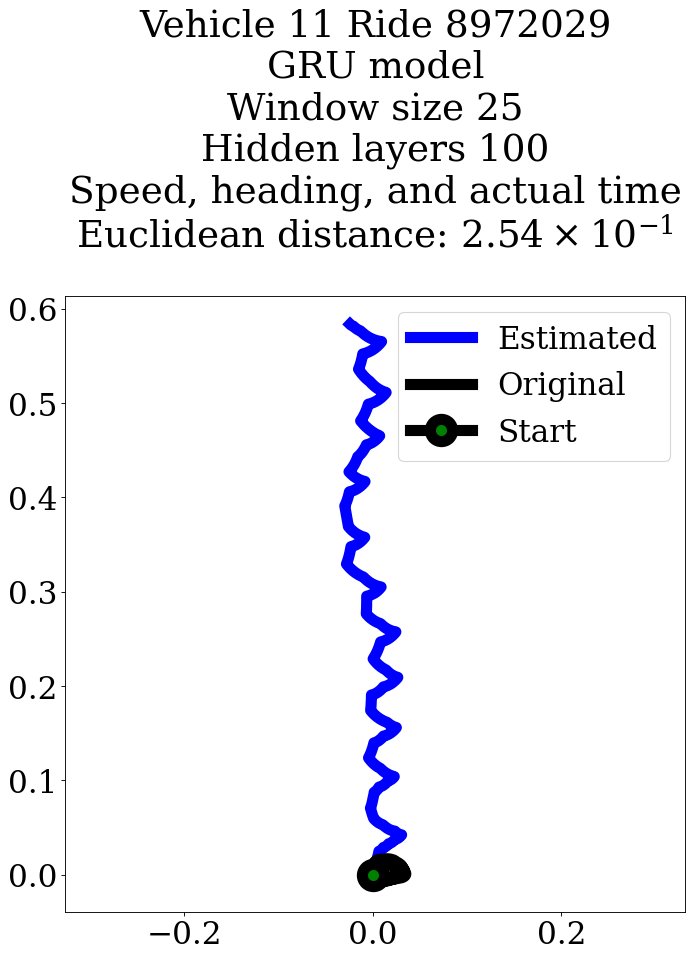 Vehicle 11 Ride 8972029
GRU model
Window size 25
Hidden layers 100
Speed, heading, and actual time
Euclidean distance: 2.54 × 10⁻¹
0.6
0.5
0.4
0.3
0.2
0.1
0.0
Estimated
Original
Start
−0.2
0.0
0.2